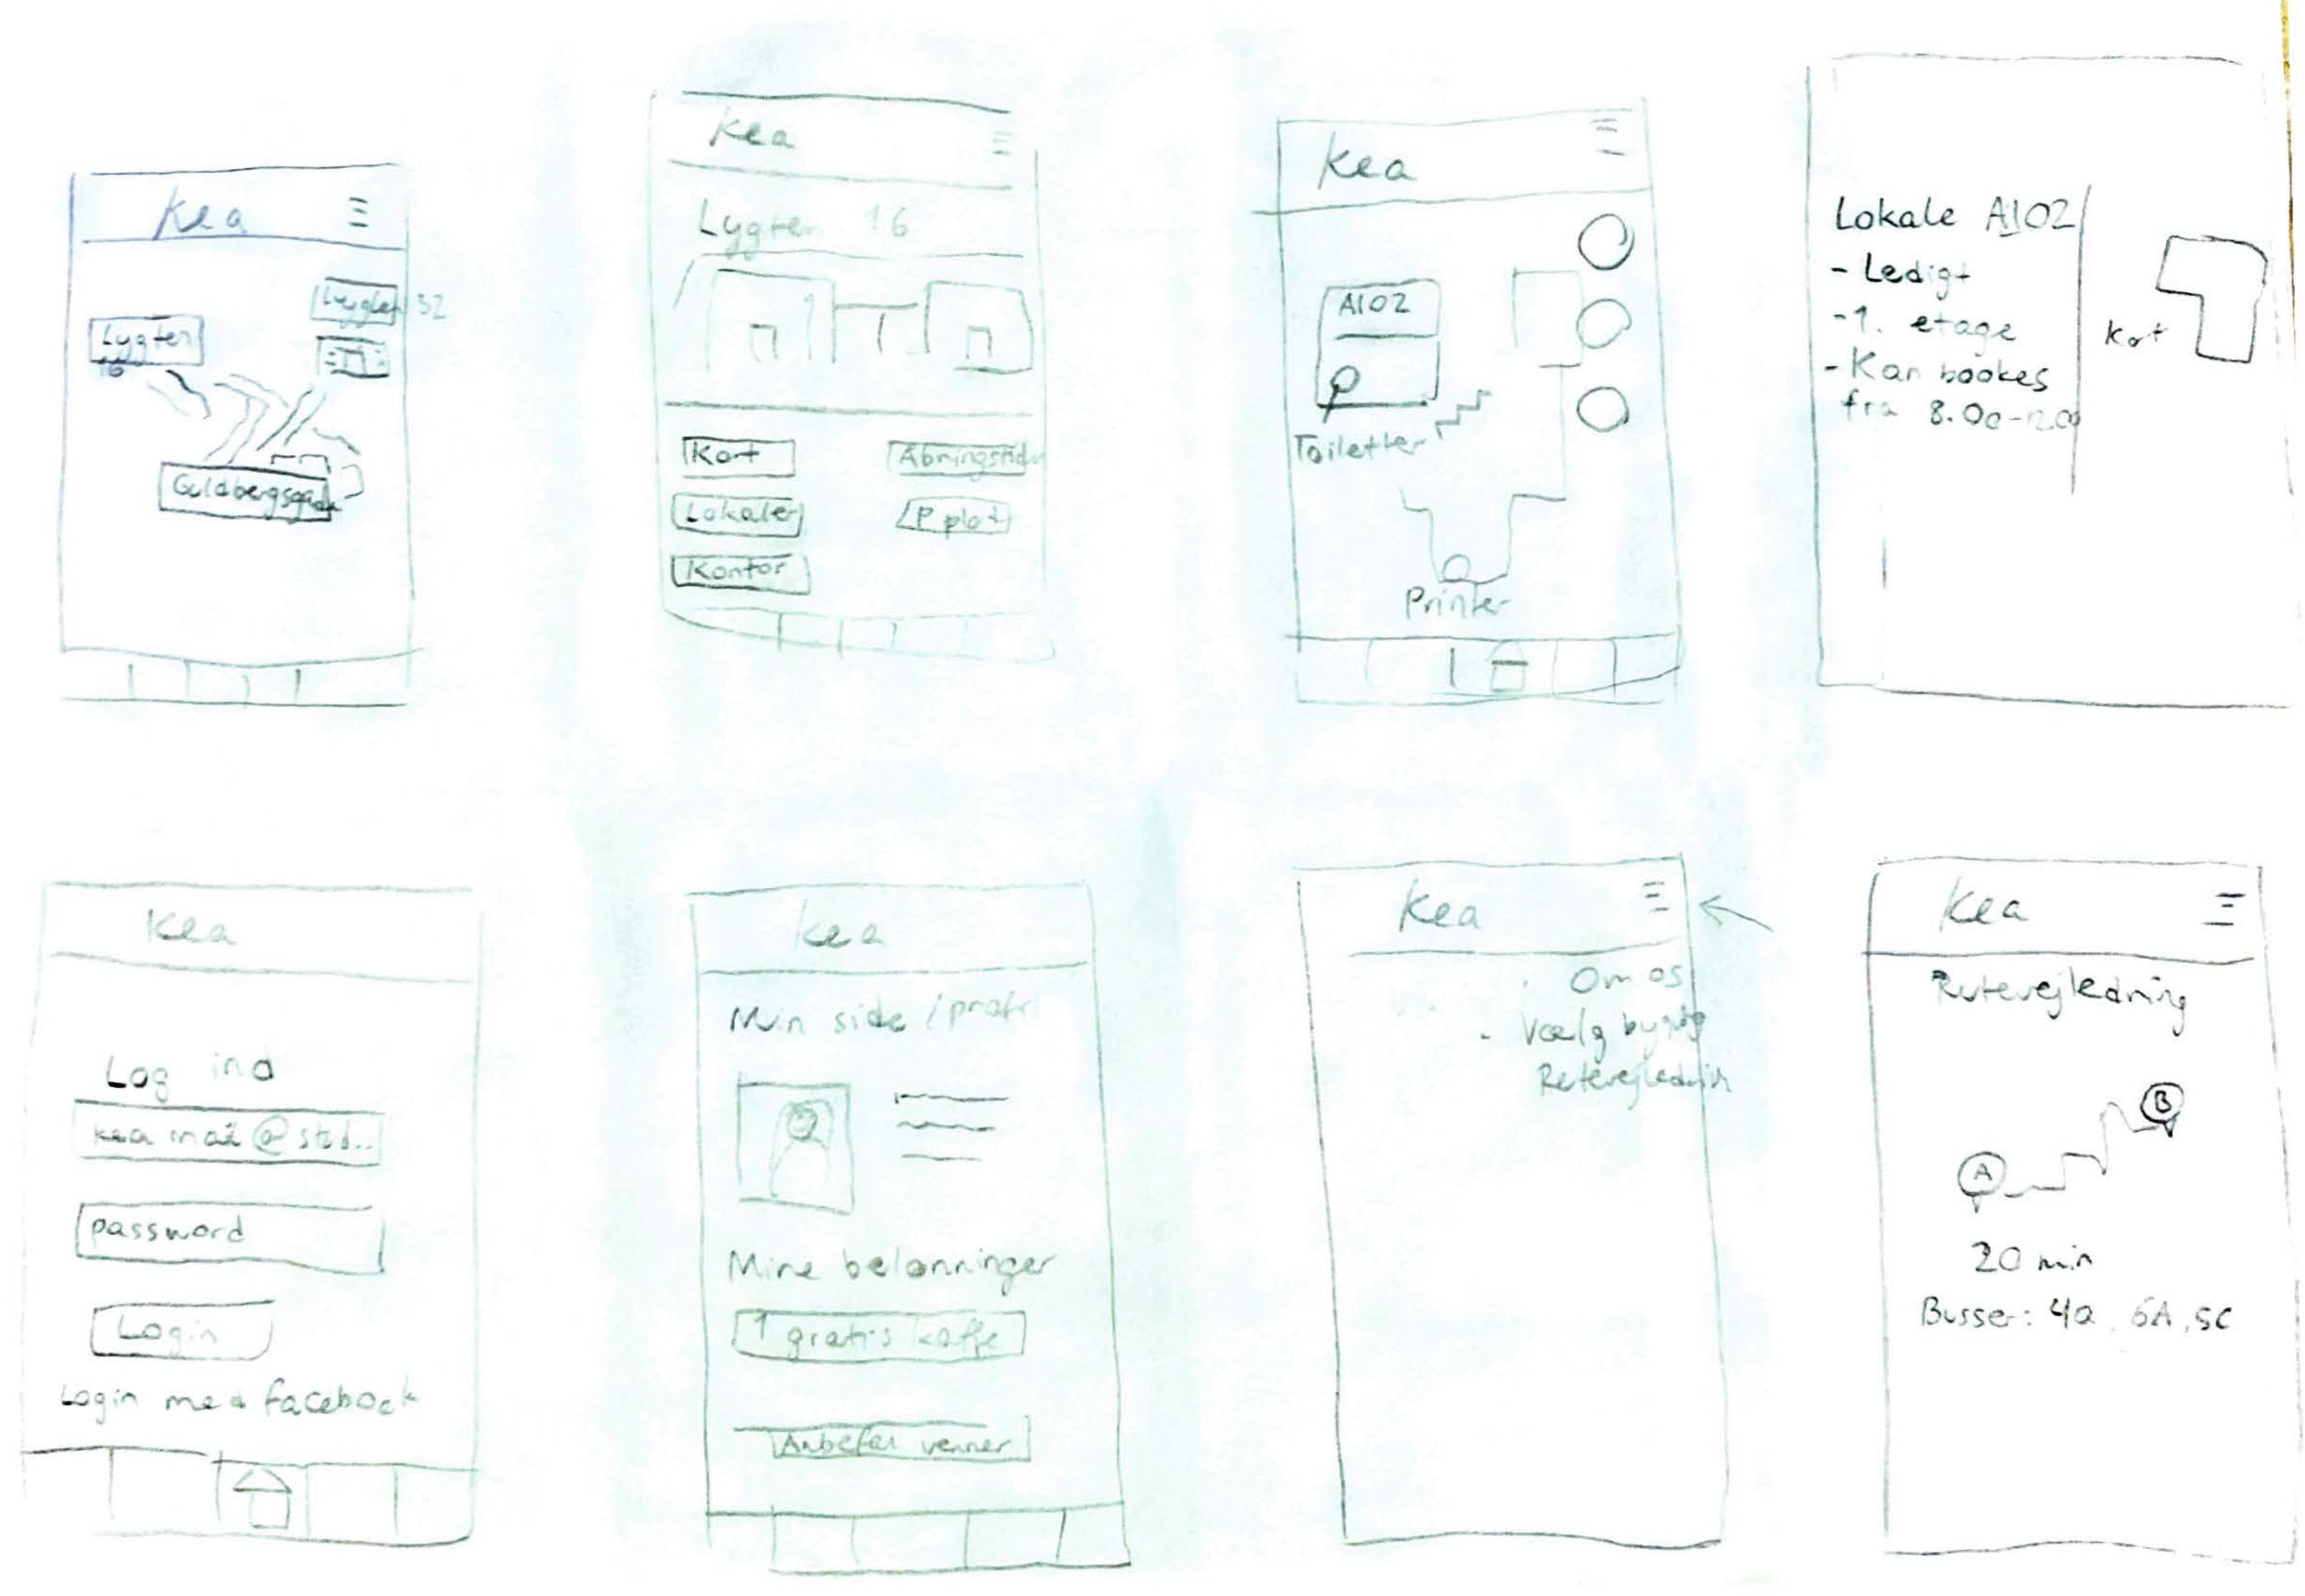 Kea
Lygten
16
Lygten 32
Guldbergsgade
Kea
Lygten 16
Kort
Lokaler
Kontor
Åbningstider
P plads
Kea
A102
Toiletter
Printer
Lokale A102
- Ledigt
- 1. etage
- Kan bookes
fra 8.00-12.00
Kort
Kea
Log ind
kea mail @ stud..
password
Login
Login med facebook
kea
Min side / profil
Mine belønninger
1 gratis kaffe
Anbefal venner
Kea
· Om os
- Vælg bygning
Rutevejledning
Kea
Rutevejledning
A
B
20 min
Busser: 4a, 6A, 5C